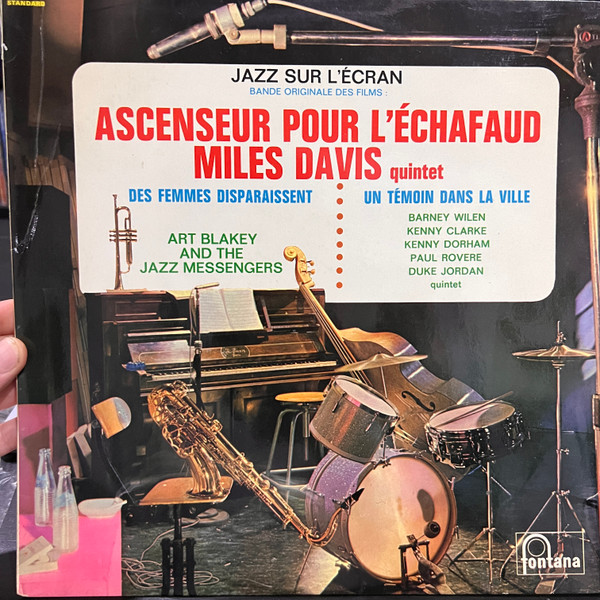 STANDARD
JAZZ SUR L'ÉCRAN
BANDE ORIGINALE DES FILMS :
ASCENSEUR POUR L'ÉCHAFAUD
MILES DAVIS quintet
DES FEMMES DISPARAISSENT
ART BLAKEY
AND THE
JAZZ MESSENGERS
UN TÉMOIN DANS LA VILLE
BARNEY WILEN
KENNY CLARKE
KENNY DORHAM
PAUL ROVERE
DUKE JORDAN
quintet
fontana